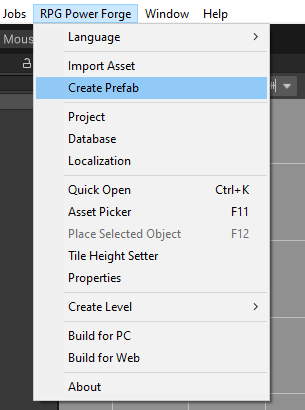 Jobs RPG Power Forge Window Help
Mous
Language
Import Asset
Create Prefab
Project
Database
Localization
Quick Open Ctrl+K
Asset Picker F11
Place Selected Object F12
Tile Height Setter
Properties
Create Level
Build for PC
Build for Web
About